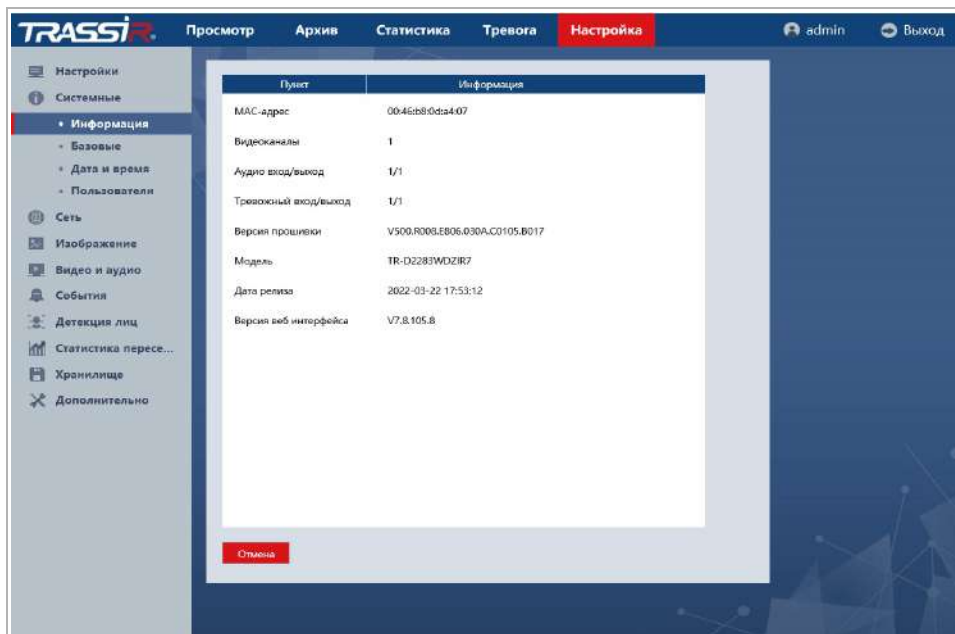 TRASSIR
Просмотр Архив Статистика Тревога Настройка admin Выход
Настройки
Системные
Информация
Базовые
Дата и время
Пользователи
Сеть
Изображение
Видео и аудио
События
Детекция лиц
Статистика пересе...
Хранилище
Дополнительно
Пункт Информация
MAC-адрес 00:46:b8:0d:a4:07
Видеоканалы 1
Аудио вход/выход 1/1
Тревожный вход/выход 1/1
Версия прошивки V500.R008.E806.030A.C0105.B017
Модель TR-D2283WDZIR7
Дата релиза 2022-03-22 17:53:12
Версия веб интерфейса V7.8.105.8
Отмена